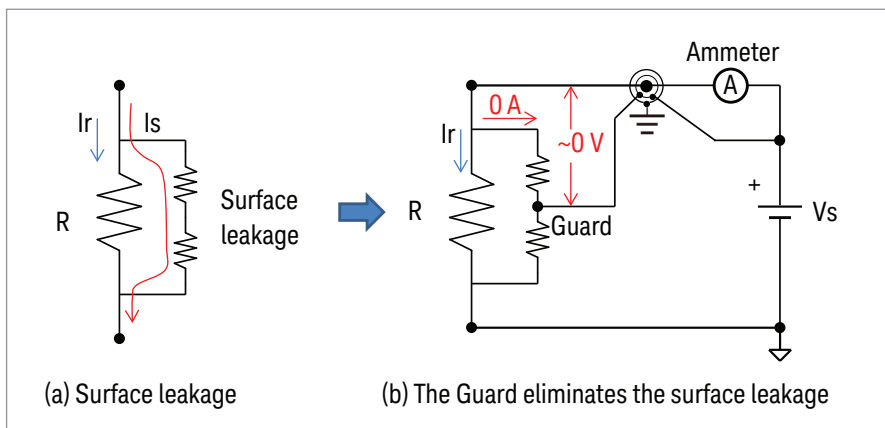 Ir
Is
R
Surface
leakage
(a) Surface leakage
Ammeter
A
0 A
Ir
~0 V
R
Guard
+
Vs
(b) The Guard eliminates the surface leakage